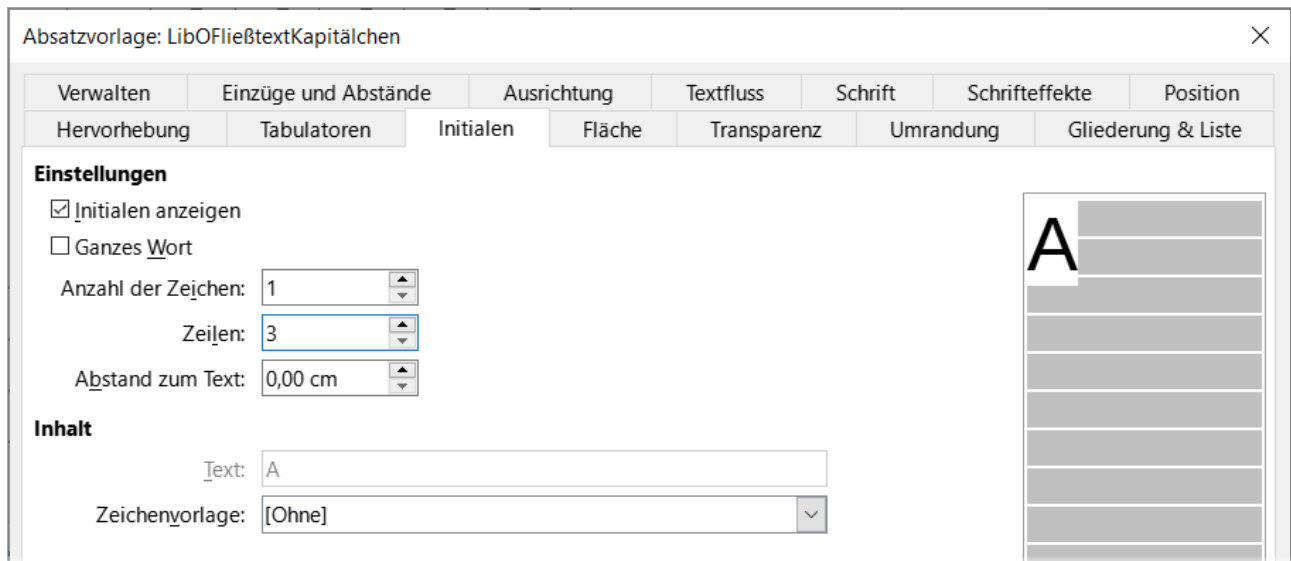 Absatzvorlage: LibOFließtextKapitälchen
Verwalten Einzüge und Abstände Ausrichtung Textfluss Schrift Schrifteffekte Position
Hervorhebung Tabulatoren Initialen Fläche Transparenz Umrandung Gliederung & Liste
Einstellungen
Initialen anzeigen
Ganzes Wort
Anzahl der Zeichen: 1
Zeilen: 3
Abstand zum Text: 0,00 cm
A
Inhalt
Text: A
Zeichenvorlage: [Ohne]